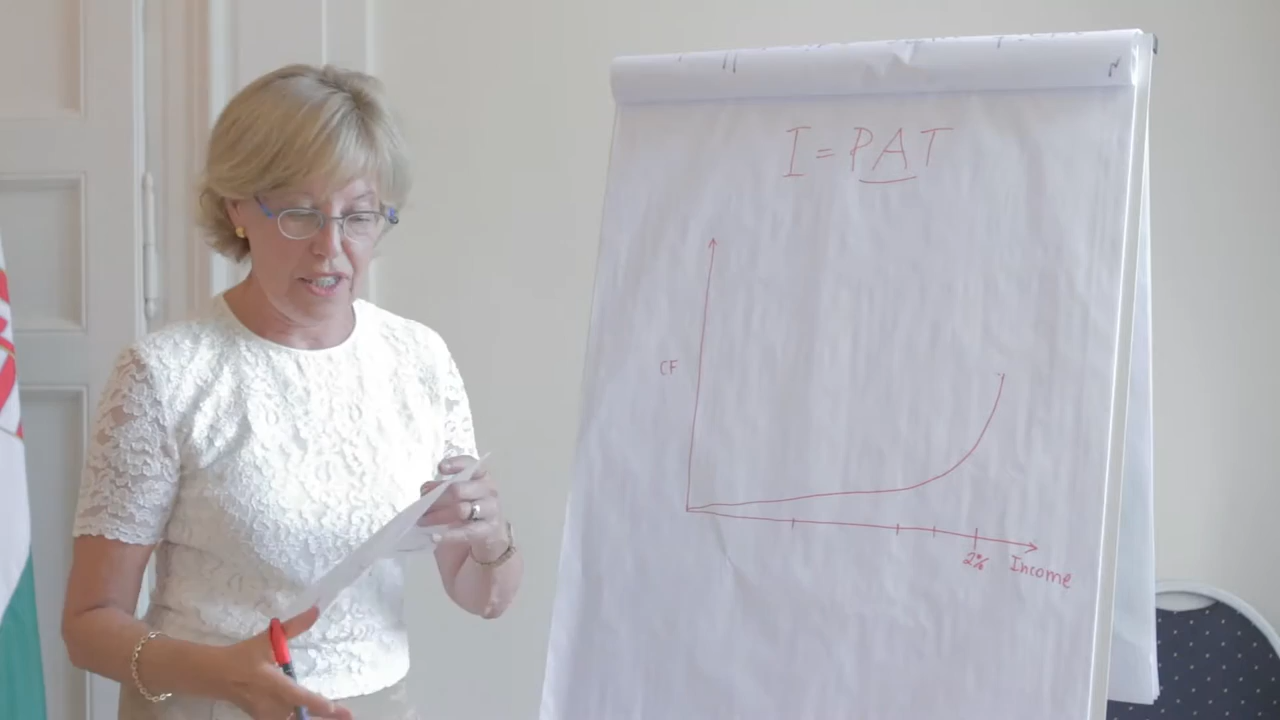 I = PAT
CF
2%
Income